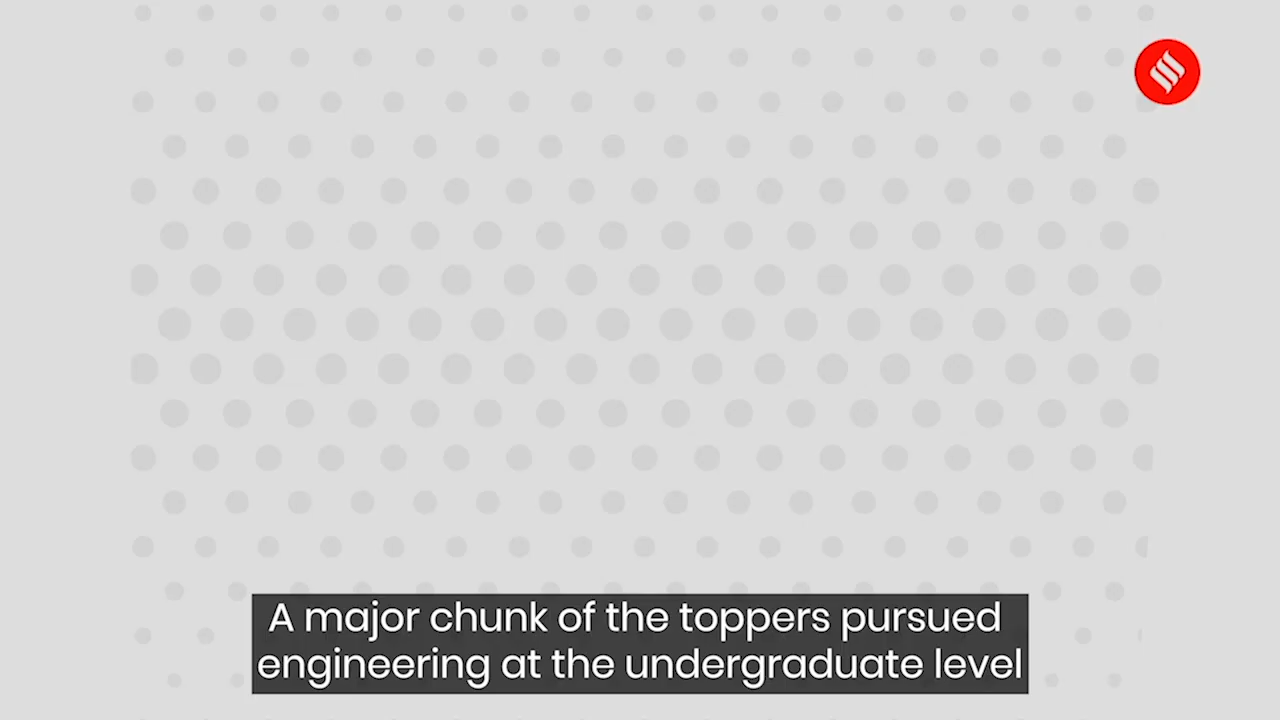 A major chunk of the toppers pursued
engineering at the undergraduate level